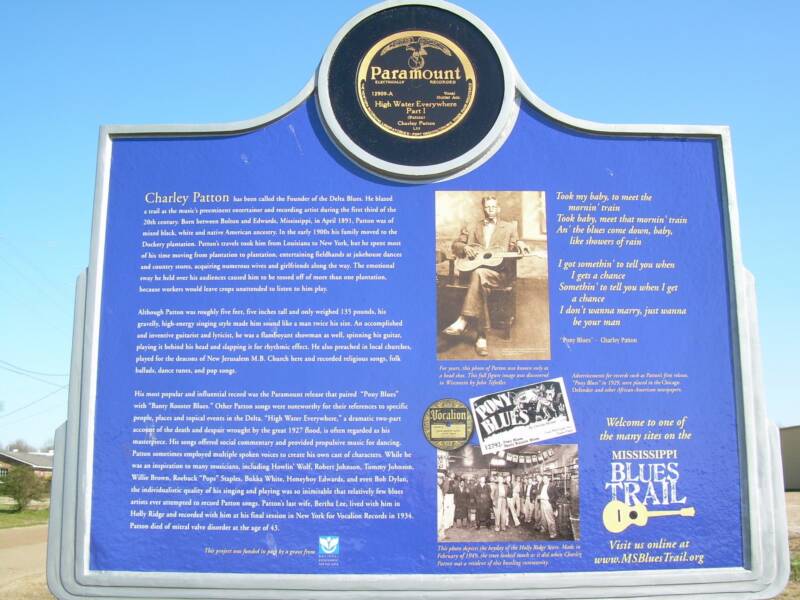 Paramount
ELECTRICALLY RECORDED
12909-A
Vocal
Guitar Acc.
High Water Everywhere
Part I
(Patton)
Charley Patton
Charley Patton has been called the Founder of the Delta Blues. He blazed
a trail as the music's preeminent entertainer and recording artist during the first third of the
20th century. Born between Bolton and Edwards, Mississippi, in April 1891, Patton was of
mixed black, white and native American ancestry. In the early 1900s his family moved to the
Dockery plantation. Patton's travels took him from Louisiana to New York, but he spent most
of his time moving from plantation to plantation, entertaining fieldhands at jukehouse dances
and country stores, acquiring numerous wives and girlfriends along the way. The emotional
sway he held over his audiences caused him to be tossed off of more than one plantation,
because workers would leave crops unattended to listen to him play.
Although Patton was roughly five feet, five inches tall and only weighed 135 pounds, his
gravelly, high-energy singing style made him sound like a man twice his size. An accomplished
and inventive guitarist and lyricist, he was a flamboyant showman as well, spinning his guitar,
playing it behind his head and slapping it for rhythmic effect. He also preached in local churches,
played for the deacons of New Jerusalem M.B. Church here and recorded religious songs, folk
ballads, dance tunes, and pop songs.
His most popular and influential record was the Paramount release that paired "Pony Blues"
with "Banty Rooster Blues." Other Patton songs were noteworthy for their references to specific
people, places and topical events in the Delta. "High Water Everywhere," a dramatic two-part
account of the death and despair wrought by the great 1927 flood, is often regarded as his
masterpiece. His songs offered social commentary and provided propulsive music for dancing.
Patton sometimes employed multiple spoken voices to create his own cast of characters. While he
was an inspiration to many musicians, including Howlin' Wolf, Robert Johnson, Tommy Johnson,
Willie Brown, Roebuck "Pops" Staples, Bukka White, Honeyboy Edwards, and even Bob Dylan,
the individualistic quality of his singing and playing was so inimitable that relatively few blues
artists ever attempted to record Patton songs. Patton's last wife, Bertha Lee, lived with him in
Holly Ridge and recorded with him at his final session in New York for Vocalion Records in 1934.
Patton died of mitral valve disorder at the age of 43.
This project was funded in part by a grant from
For years, this photo of Patton was known only as
a head shot. This full figure image was discovered
in Wisconsin by John Tefteller.
Vocalion
PONY
BLUES
12792
This photo depicts the heyday of the Holly Ridge Store. Made in
February of 1949, the store looked much as it did when Charley
Patton was a resident of this bustling community.
Took my baby, to meet the
mornin' train
Took baby, meet that mornin' train
An' the blues come down, baby,
like showers of rain
I got somethin' to tell you when
I gets a chance
Somethin' to tell you when I get
a chance
I don't wanna marry, just wanna
be your man
"Pony Blues" - Charley Patton
Advertisements for records such as Patton's first release,
"Pony Blues" in 1929, were placed in the Chicago
Defender and other African-American newspapers.
Welcome to one of
the many sites on the
MISSISSIPPI
BLUES
TRAIL
Visit us online at
www.MSBluesTrail.org